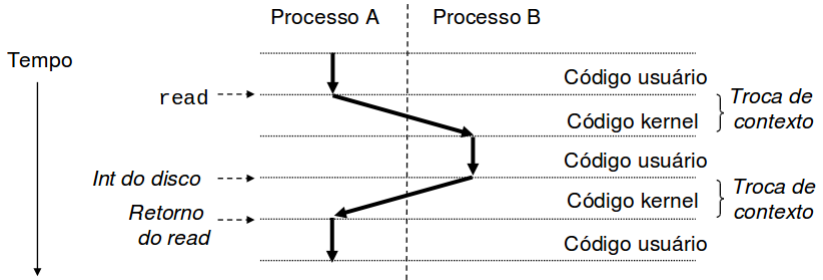 Processo A
Processo B
Tempo
Código usuário
read
Troca de
contexto
Código kernel
Código usuário
Int do disco
Código kernel
Troca de
contexto
Retorno
do read
Código usuário